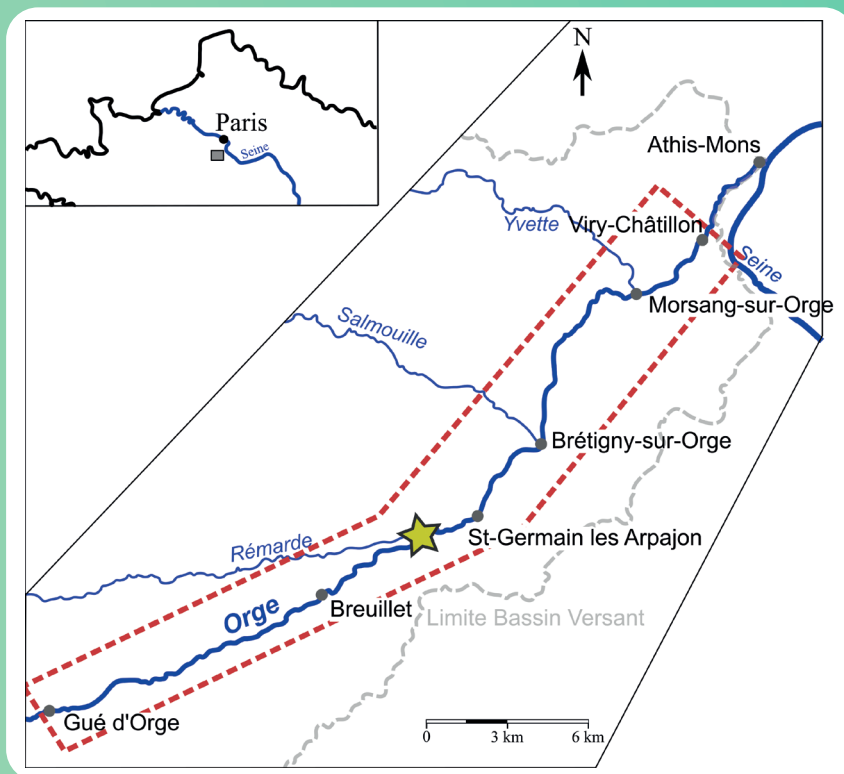 N
Paris
Seine
Athis-Mons
Viry-Châtillon
Yvette
Seine
Morsang-sur-Orge
Salmouille
Brétigny-sur-Orge
St-Germain les Arpajon
Rémarde
Orge
Breuillet
Limite Bassin Versant
Gué d'Orge
0 3 km 6 km